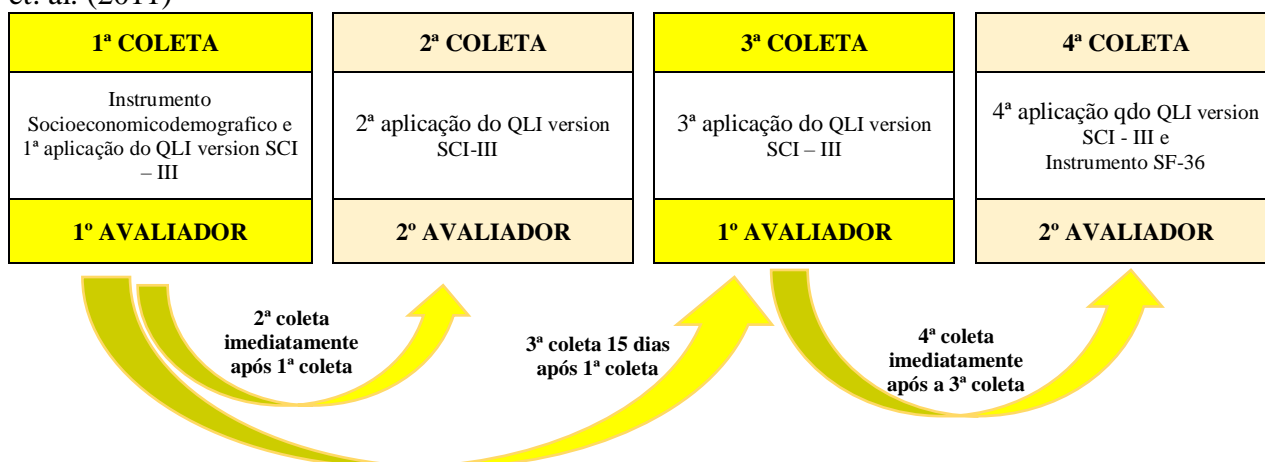 et. al. (2011)
1ª COLETA
2ª COLETA
3ª COLETA
4ª COLETA
Instrumento
Socioeconomicodemografico e
1ª aplicação do QLI version SCI
– III
2ª aplicação do QLI version
SCI-III
3ª aplicação do QLI version
SCI – III
4ª aplicação qdo QLI version
SCI - III e
Instrumento SF-36
1º AVALIADOR
2º AVALIADOR
1º AVALIADOR
2º AVALIADOR
2ª coleta
imediatamente
após 1ª coleta
3ª coleta 15 dias
após 1ª coleta
4ª coleta
imediatamente
após a 3ª coleta